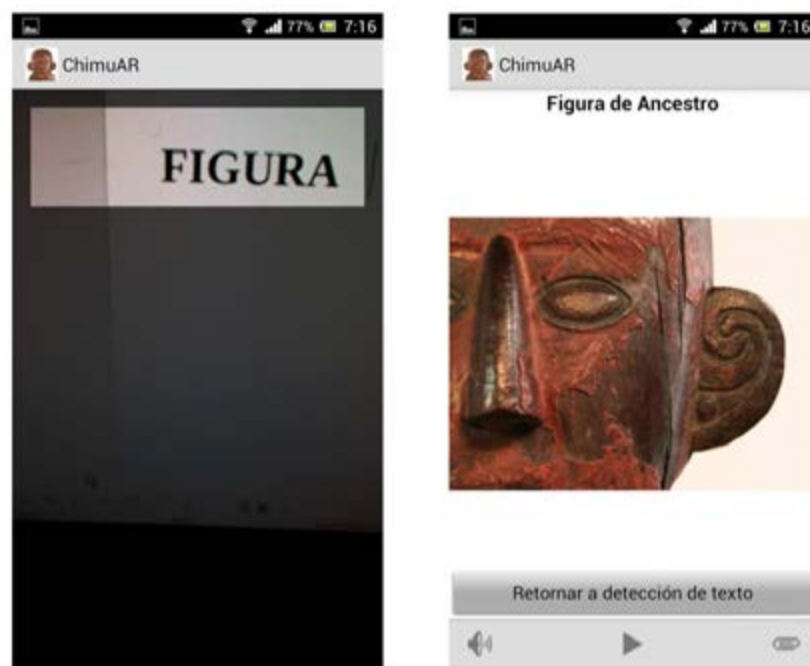 77% 7:16
ChimuAR
FIGURA
77% 7:16
ChimuAR
Figura de Ancestro
Retornar a detección de texto